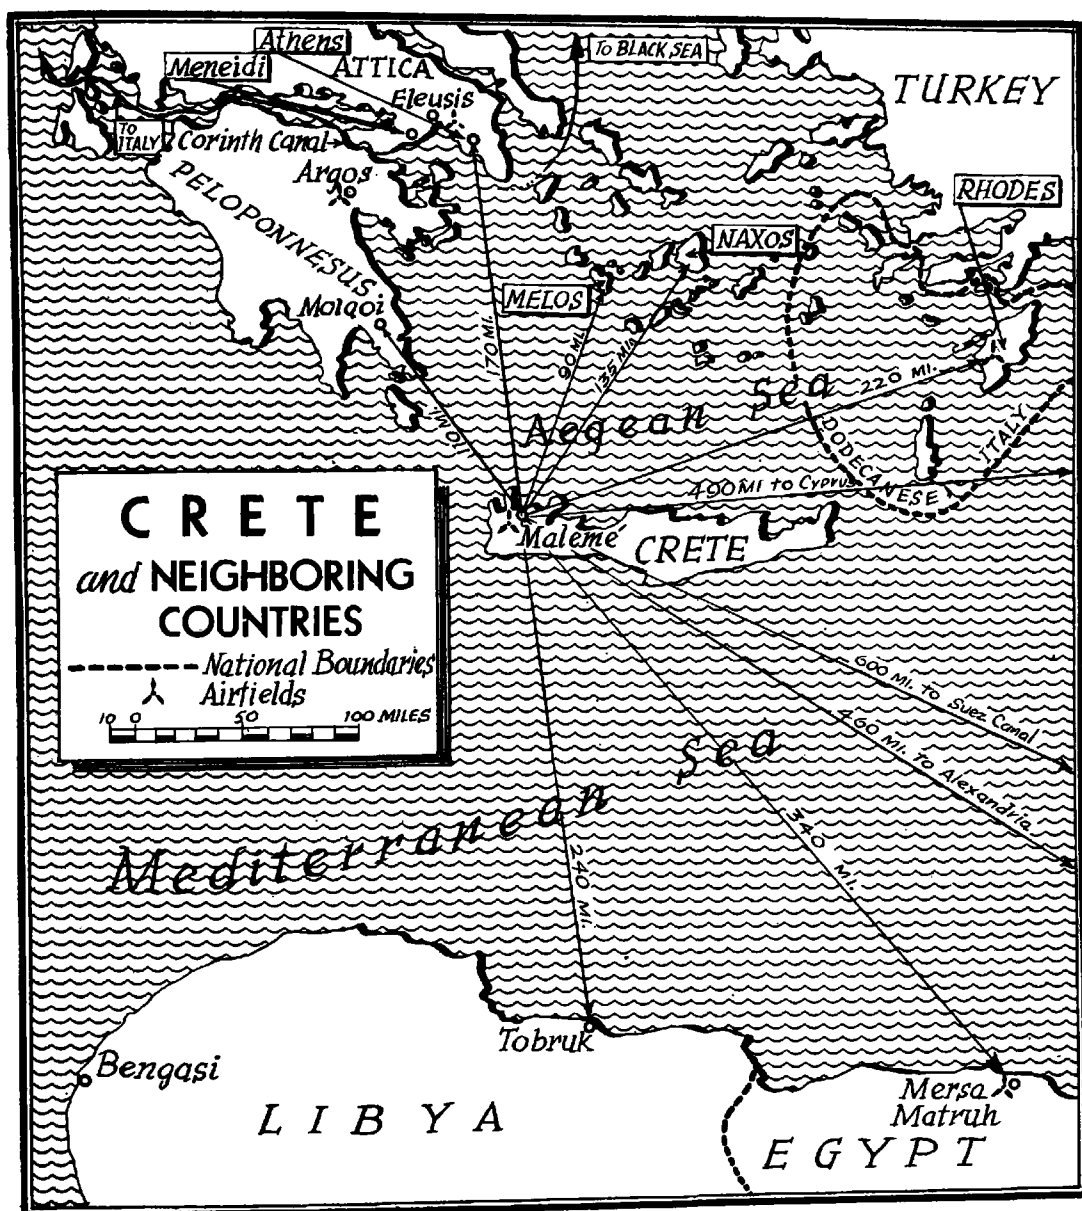 Athens
To BLACK SEA
Meneidi
ATTICA
TURKEY
Eleusis
TO
ITALY
Corinth Canal
Argos
RHODES
PELOPONNESUS
NAXOS
MELOS
Molaoi
170 MI.
90 MI.
135 MI.
220 MI.
110 MI.
Aegean Sea
DODECANESE
ITALY
490 MI to Cyprus
Maleme
CRETE
CRETE
and NEIGHBORING
COUNTRIES
National Boundaries
Airfields
10 0 50 100 MILES
600 MI. to Suez Canal
460 MI. to Alexandria
340 MI.
240 MI.
Mediterranean Sea
Tobruk
Bengasi
Mersa
Matruh
LIBYA
EGYPT